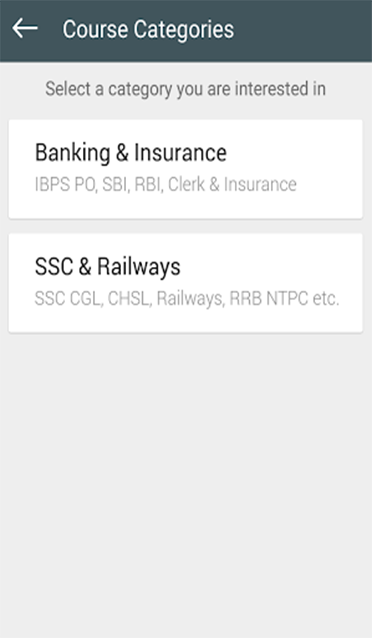 Course Categories
Select a category you are interested in
Banking & Insurance
IBPS PO, SBI, RBI, Clerk & Insurance
SSC & Railways
SSC CGL, CHSL, Railways, RRB NTPC etc.